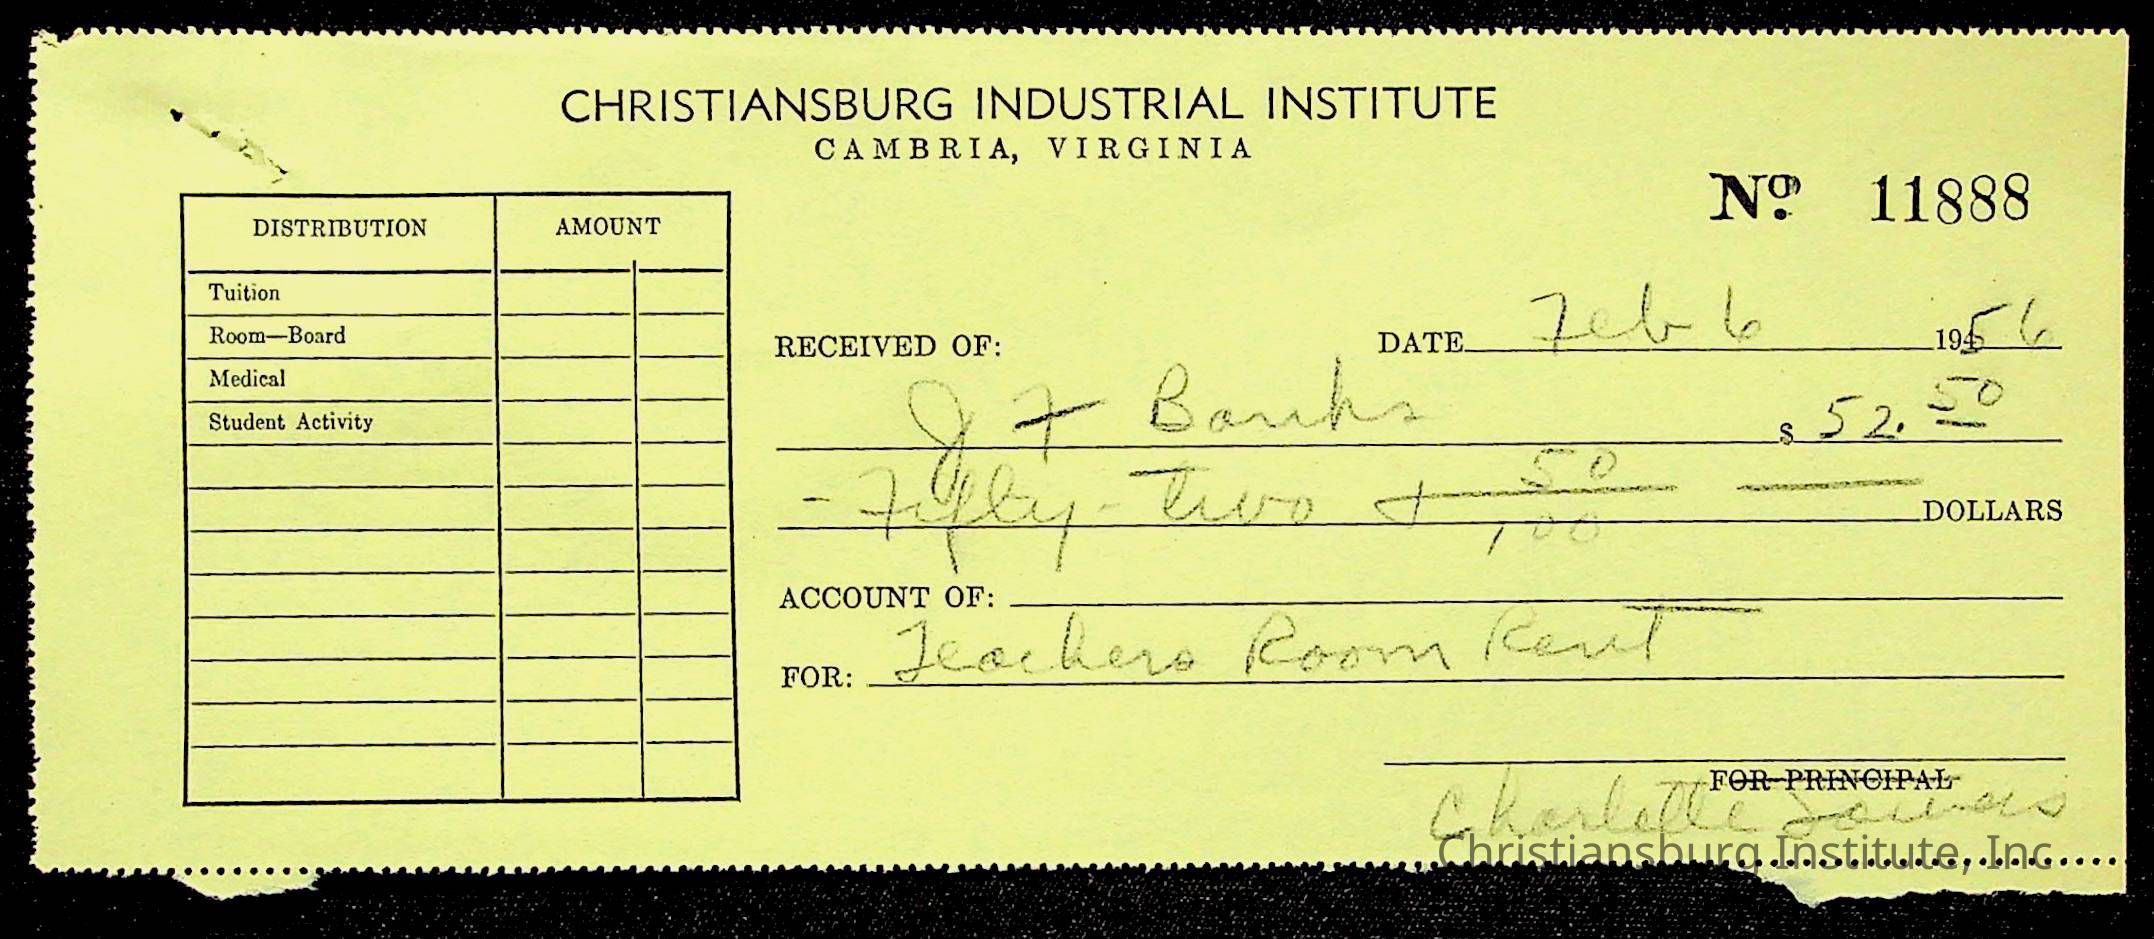 CHRISTIANSBURG INDUSTRIAL INSTITUTE
CAMBRIA, VIRGINIA
Nº. 11888
DISTRIBUTION AMOUNT
Tuition
Room—Board
Medical
Student Activity
RECEIVED OF: DATE Feb 6 1956
J F Banks $ 52. 50
- Fifty-two + 50/100 DOLLARS
ACCOUNT OF:
FOR: Teachers Room Rent
FOR PRINCIPAL
Charlotte
Christiansburg Institute, Inc